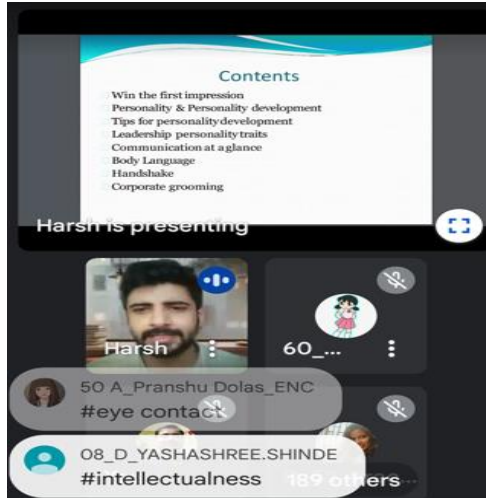 Contents
Win the first impression
Personality & Personality development
Tips for personality development
Leadership personality traits
Communication at a glance
Body Language
Handshake
Corporate grooming
Harsh is presenting
Harsh
60_...
50 A_Pranshu Dolas_ENC
#eye contact
08_D_YASHASHREE.SHINDE
#intellectualness
189 others